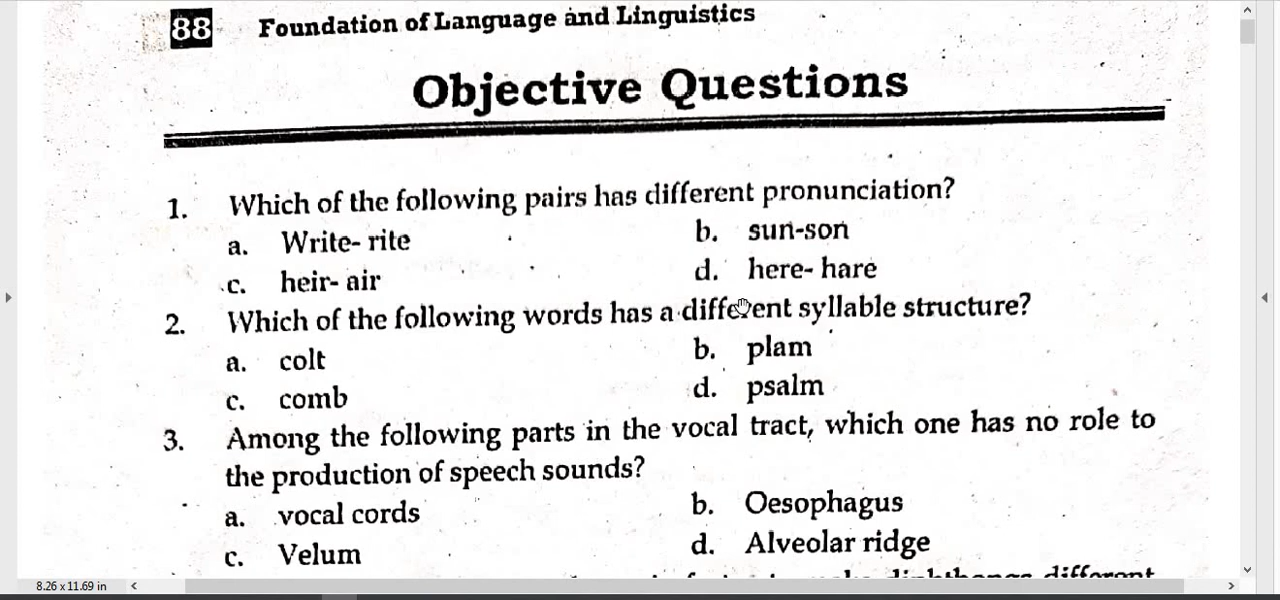 88 Foundation of Language and Linguistics
Objective Questions
1. Which of the following pairs has different pronunciation?
a. Write- rite b. sun-son
c. heir- air d. here- hare
2. Which of the following words has a different syllable structure?
a. colt b. plam
c. comb d. psalm
3. Among the following parts in the vocal tract, which one has no role to
the production of speech sounds?
a. vocal cords b. Oesophagus
c. Velum d. Alveolar ridge
diphthongs different
8.26 x 11.69 in